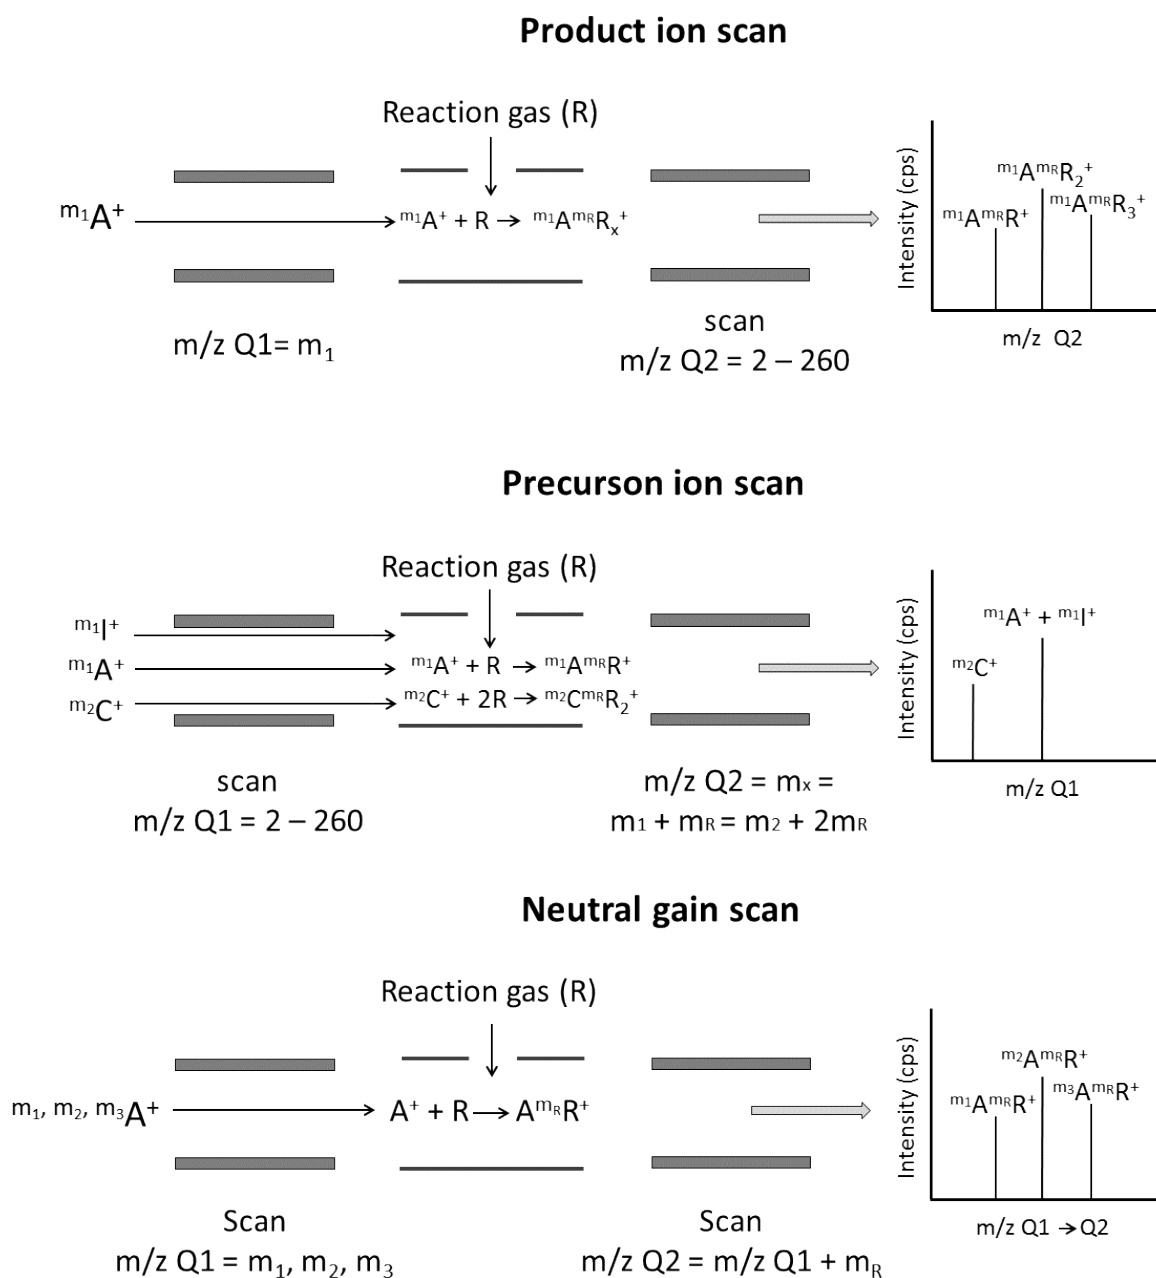 Product ion scan
Reaction gas (R)
m₁A⁺
m₁A⁺ + R → m₁AmRRₓ⁺
m/z Q1= m₁
scan
m/z Q2 = 2 – 260
Intensity (cps)
m₁AmRR⁺
m₁AmRR₂⁺
m₁AmRR₃⁺
m/z Q2
Precurson ion scan
Reaction gas (R)
m₁I⁺
m₁A⁺
m₂C⁺
m₁A⁺ + R → m₁AmRR⁺
m₂C⁺ + 2R → m₂CmRR₂⁺
scan
m/z Q1 = 2 – 260
m/z Q2 = mₓ =
m₁ + mR = m₂ + 2mR
Intensity (cps)
m₂C⁺
m₁A⁺ + m₁I⁺
m/z Q1
Neutral gain scan
Reaction gas (R)
m₁, m₂, m₃A⁺
A⁺ + R → AmRR⁺
Scan
m/z Q1 = m₁, m₂, m₃
Scan
m/z Q2 = m/z Q1 + mR
Intensity (cps)
m₁AmRR⁺
m₂AmRR⁺
m₃AmRR⁺
m/z Q1 → Q2